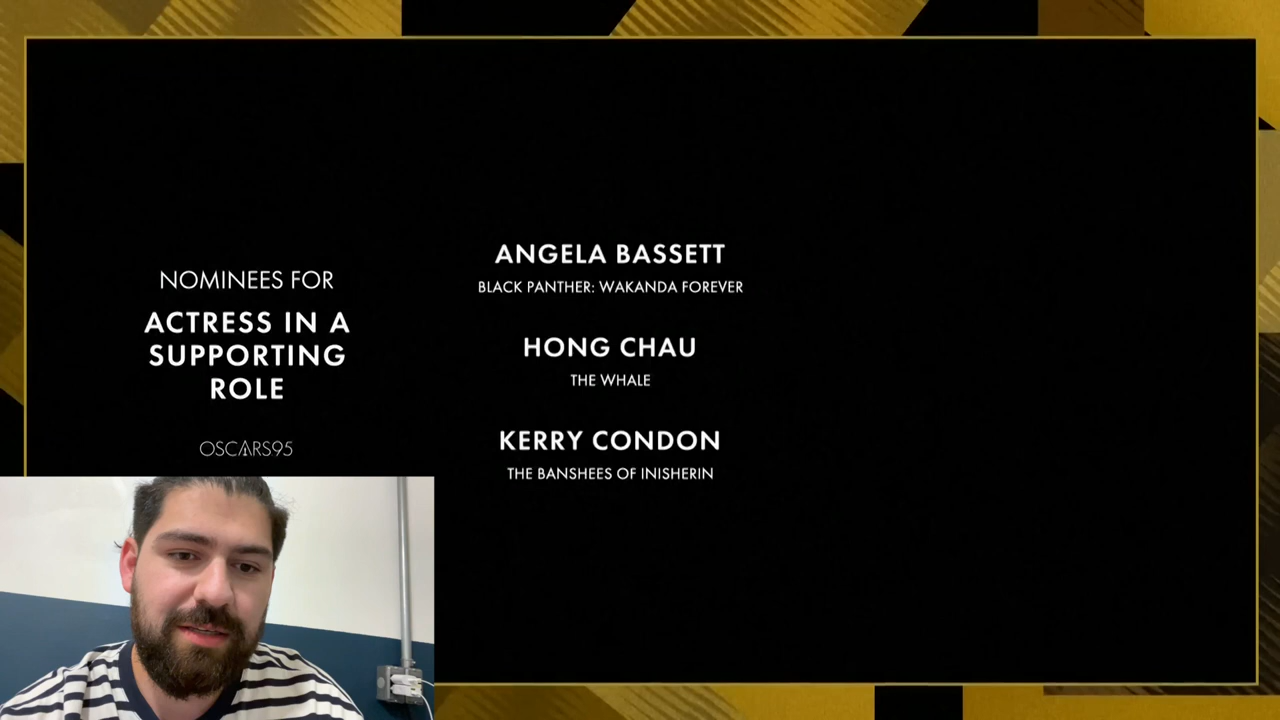 NOMINEES FOR
ACTRESS IN A
SUPPORTING
ROLE
OSCARS95
ANGELA BASSETT
BLACK PANTHER: WAKANDA FOREVER
HONG CHAU
THE WHALE
KERRY CONDON
THE BANSHEES OF INISHERIN